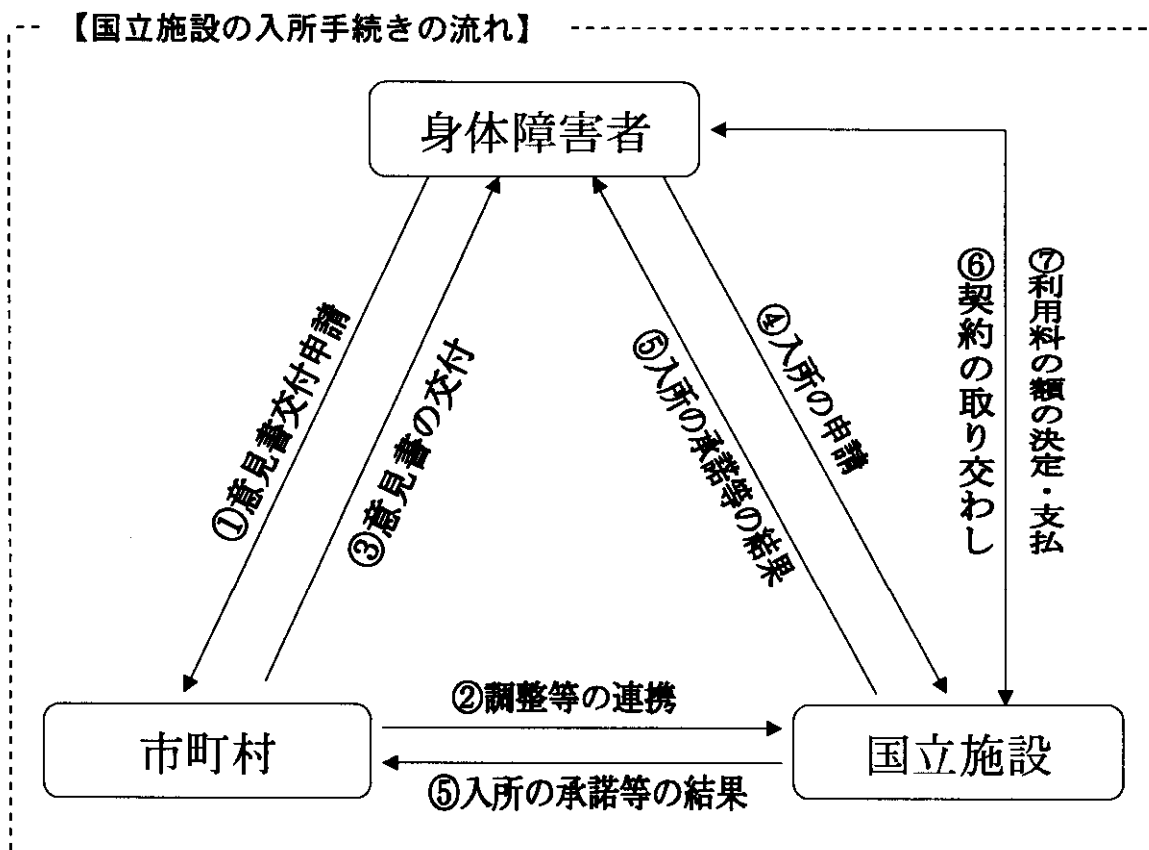 【国立施設の入所手続きの流れ】
身体障害者
①意見書交付申請
③意見書の交付
⑤入所の承諾等の結果
④入所の申請
⑥契約の取り交わし
⑦利用料の額の決定・支払
②調整等の連携
市町村
国立施設
⑤入所の承諾等の結果